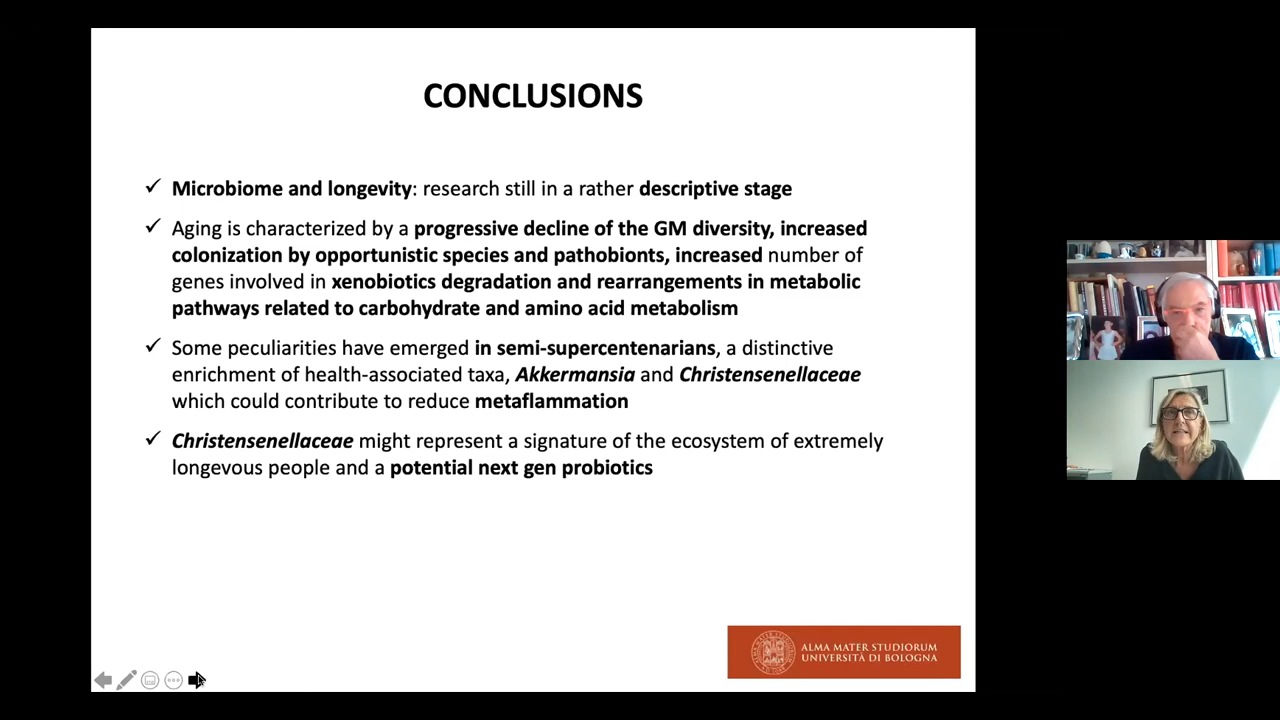 CONCLUSIONS
✓ Microbiome and longevity: research still in a rather descriptive stage
✓ Aging is characterized by a progressive decline of the GM diversity, increased
colonization by opportunistic species and pathobionts, increased number of
genes involved in xenobiotics degradation and rearrangements in metabolic
pathways related to carbohydrate and amino acid metabolism
✓ Some peculiarities have emerged in semi-supercentenarians, a distinctive
enrichment of health-associated taxa, Akkermansia and Christensenellaceae
which could contribute to reduce metaflammation
✓ Christensenellaceae might represent a signature of the ecosystem of extremely
longevous people and a potential next gen probiotics
ALMA MATER STUDIORUM
UNIVERSITÀ DI BOLOGNA